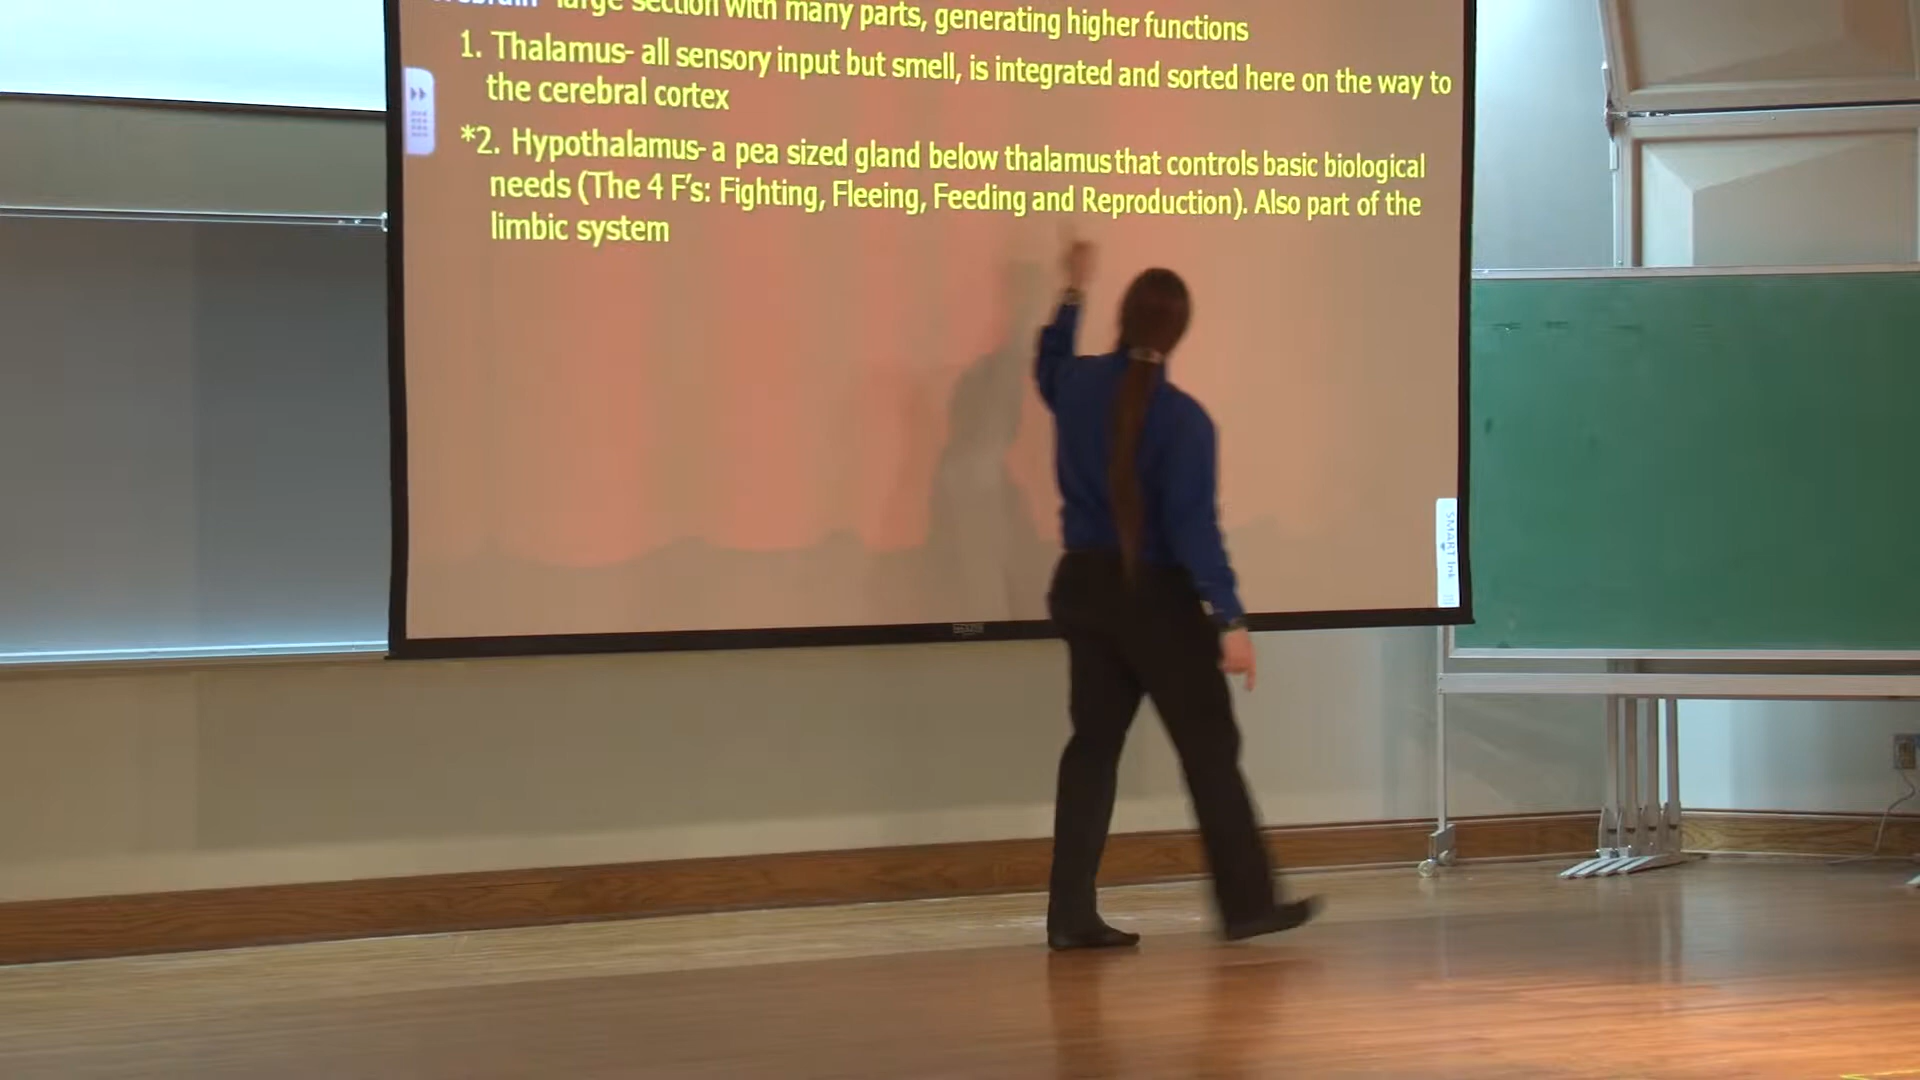 large section with many parts, generating higher functions
1. Thalamus- all sensory input but smell, is integrated and sorted here on the way to
the cerebral cortex
*2. Hypothalamus- a pea sized gland below thalamus that controls basic biological
needs (The 4 F's: Fighting, Fleeing, Feeding and Reproduction). Also part of the
limbic system
SMART Ink